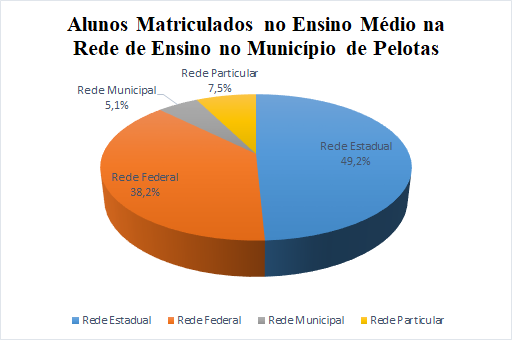 Alunos Matriculados no Ensino Médio na
Rede de Ensino no Município de Pelotas
Rede Particular
7,5%
Rede Municipal
5,1%
Rede Estadual
49,2%
Rede Federal
38,2%
Rede Estadual Rede Federal Rede Municipal Rede Particular